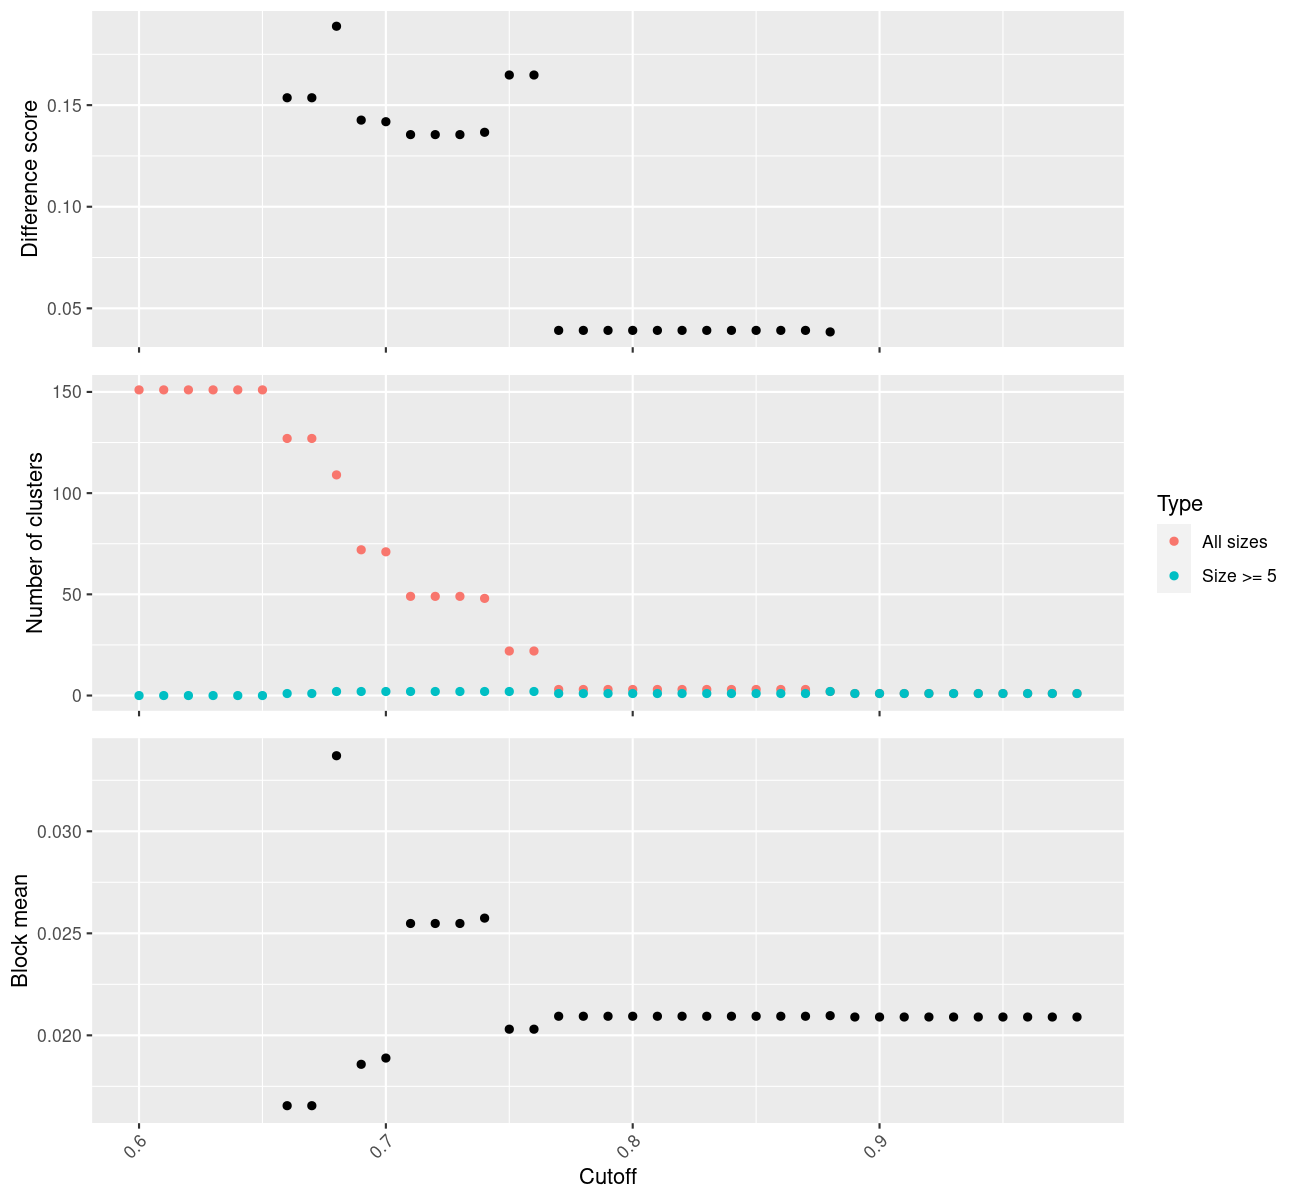 Difference score
0.15
0.10
0.05
Number of clusters
150
100
50
0
Type
All sizes
Size >= 5
Block mean
0.030
0.025
0.020
0.6
0.7
0.8
0.9
Cutoff